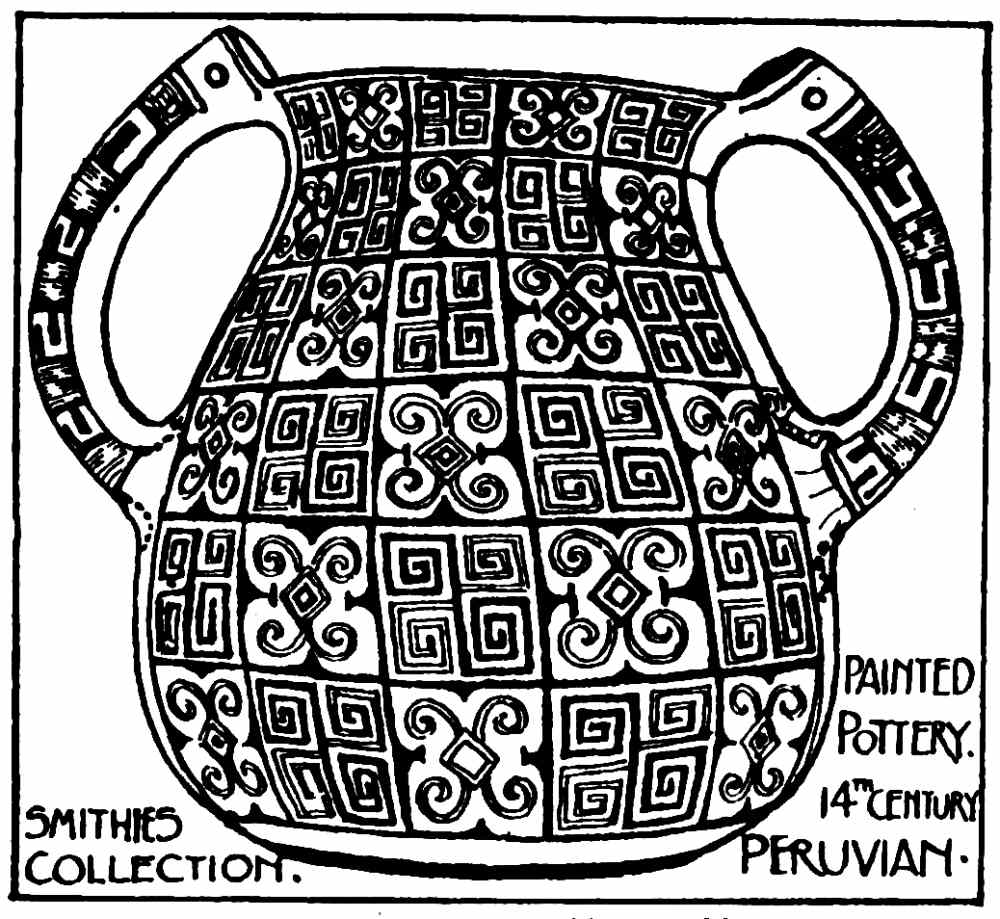 SMITHIES
COLLECTION.
PAINTED
POTTERY.
14TH CENTURY
PERUVIAN.